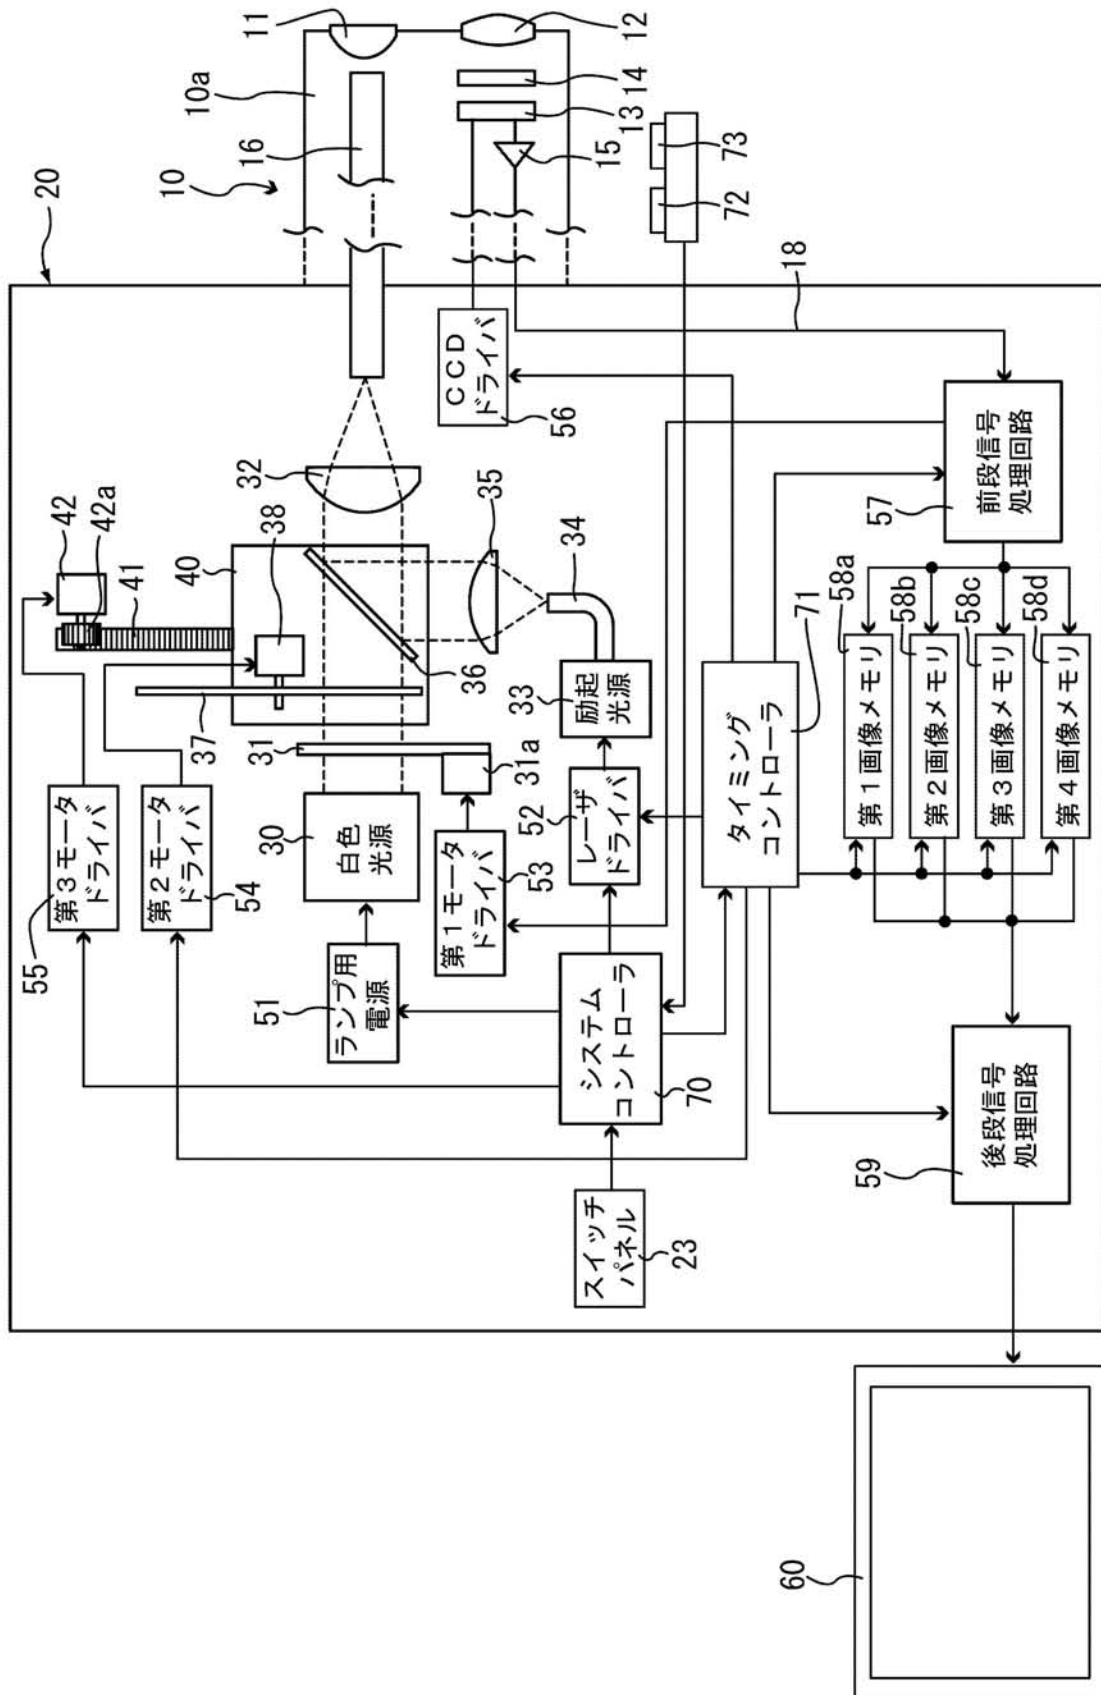 20
10
10a
16
11
12
14
13
15
73
72
18
42
42a
41
38
40
32
37
36
35
34
31
31a
30
白色
光源
33
励起
光源
CCD
ドライバ
56
55
第3モータ
ドライバ
54
第2モータ
ドライバ
51
ランプ用
電源
53
第1モータ
ドライバ
52
レーザ
ドライバ
システム
コントローラ
70
タイミング
コントローラ
71
スイッチ
パネル
23
前段信号
処理回路
57
58a
第1画像メモリ
58b
第2画像メモリ
58c
第3画像メモリ
58d
第4画像メモリ
後段信号
処理回路
59
60